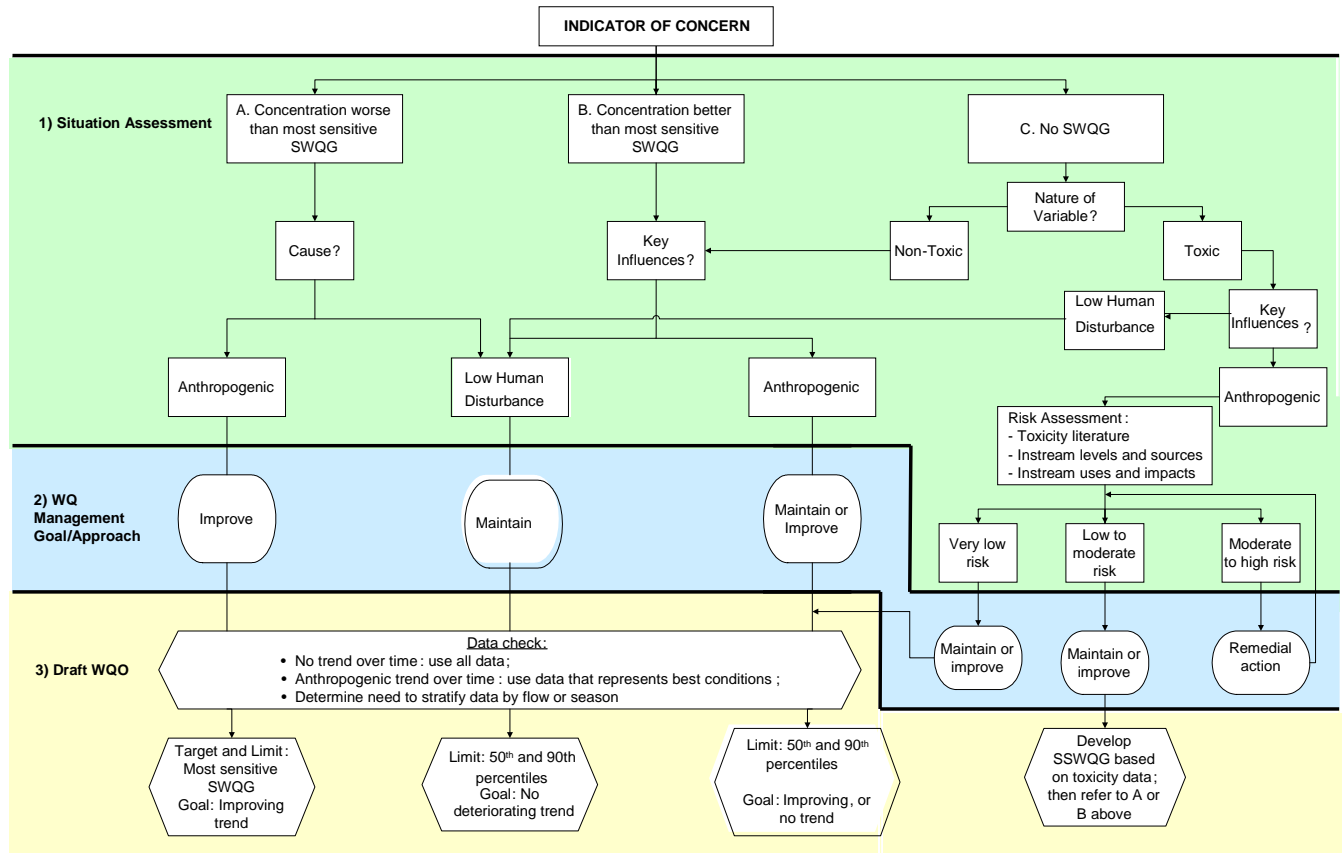 INDICATOR OF CONCERN
1) Situation Assessment
A. Concentration worse
than most sensitive
SWQG
B. Concentration better
than most sensitive
SWQG
C. No SWQG
Nature of
Variable?
Cause?
Key
Influences?
Non-Toxic
Toxic
Low Human
Disturbance
Key
Influences ?
Anthropogenic
Low Human
Disturbance
Anthropogenic
Anthropogenic
Risk Assessment :
- Toxicity literature
- Instream levels and sources
- Instream uses and impacts
2) WQ
Management
Goal/Approach
Improve
Maintain
Maintain or
Improve
Very low
risk
Low to
moderate
risk
Moderate
to high risk
3) Draft WQO
Data check:
• No trend over time : use all data;
• Anthropogenic trend over time : use data that represents best conditions ;
• Determine need to stratify data by flow or season
Maintain or
improve
Maintain or
improve
Remedial
action
Target and Limit:
Most sensitive
SWQG
Goal: Improving
trend
Limit: 50th and 90th
percentiles
Goal: No
deteriorating trend
Limit: 50th and 90th
percentiles
Goal: Improving, or
no trend
Develop
SSWQG based
on toxicity data;
then refer to A or
B above